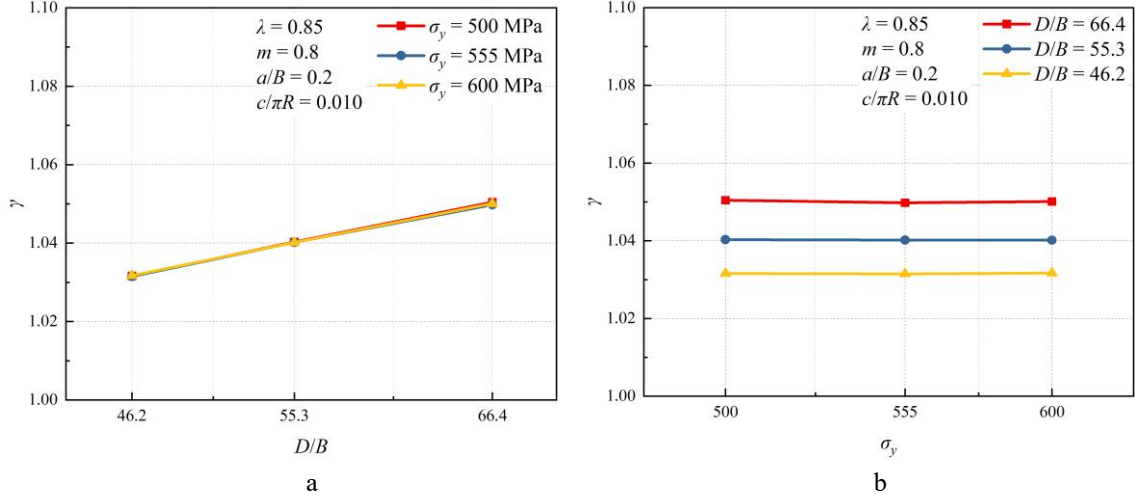 1.10
1.08
1.06
1.04
1.02
1.00
γ
λ = 0.85
m = 0.8
a/B = 0.2
c/πR = 0.010
σy = 500 MPa
σy = 555 MPa
σy = 600 MPa
46.2 55.3 66.4
D/B
a
1.10
1.08
1.06
1.04
1.02
1.00
γ
λ = 0.85
m = 0.8
a/B = 0.2
c/πR = 0.010
D/B = 66.4
D/B = 55.3
D/B = 46.2
500 555 600
σy
b